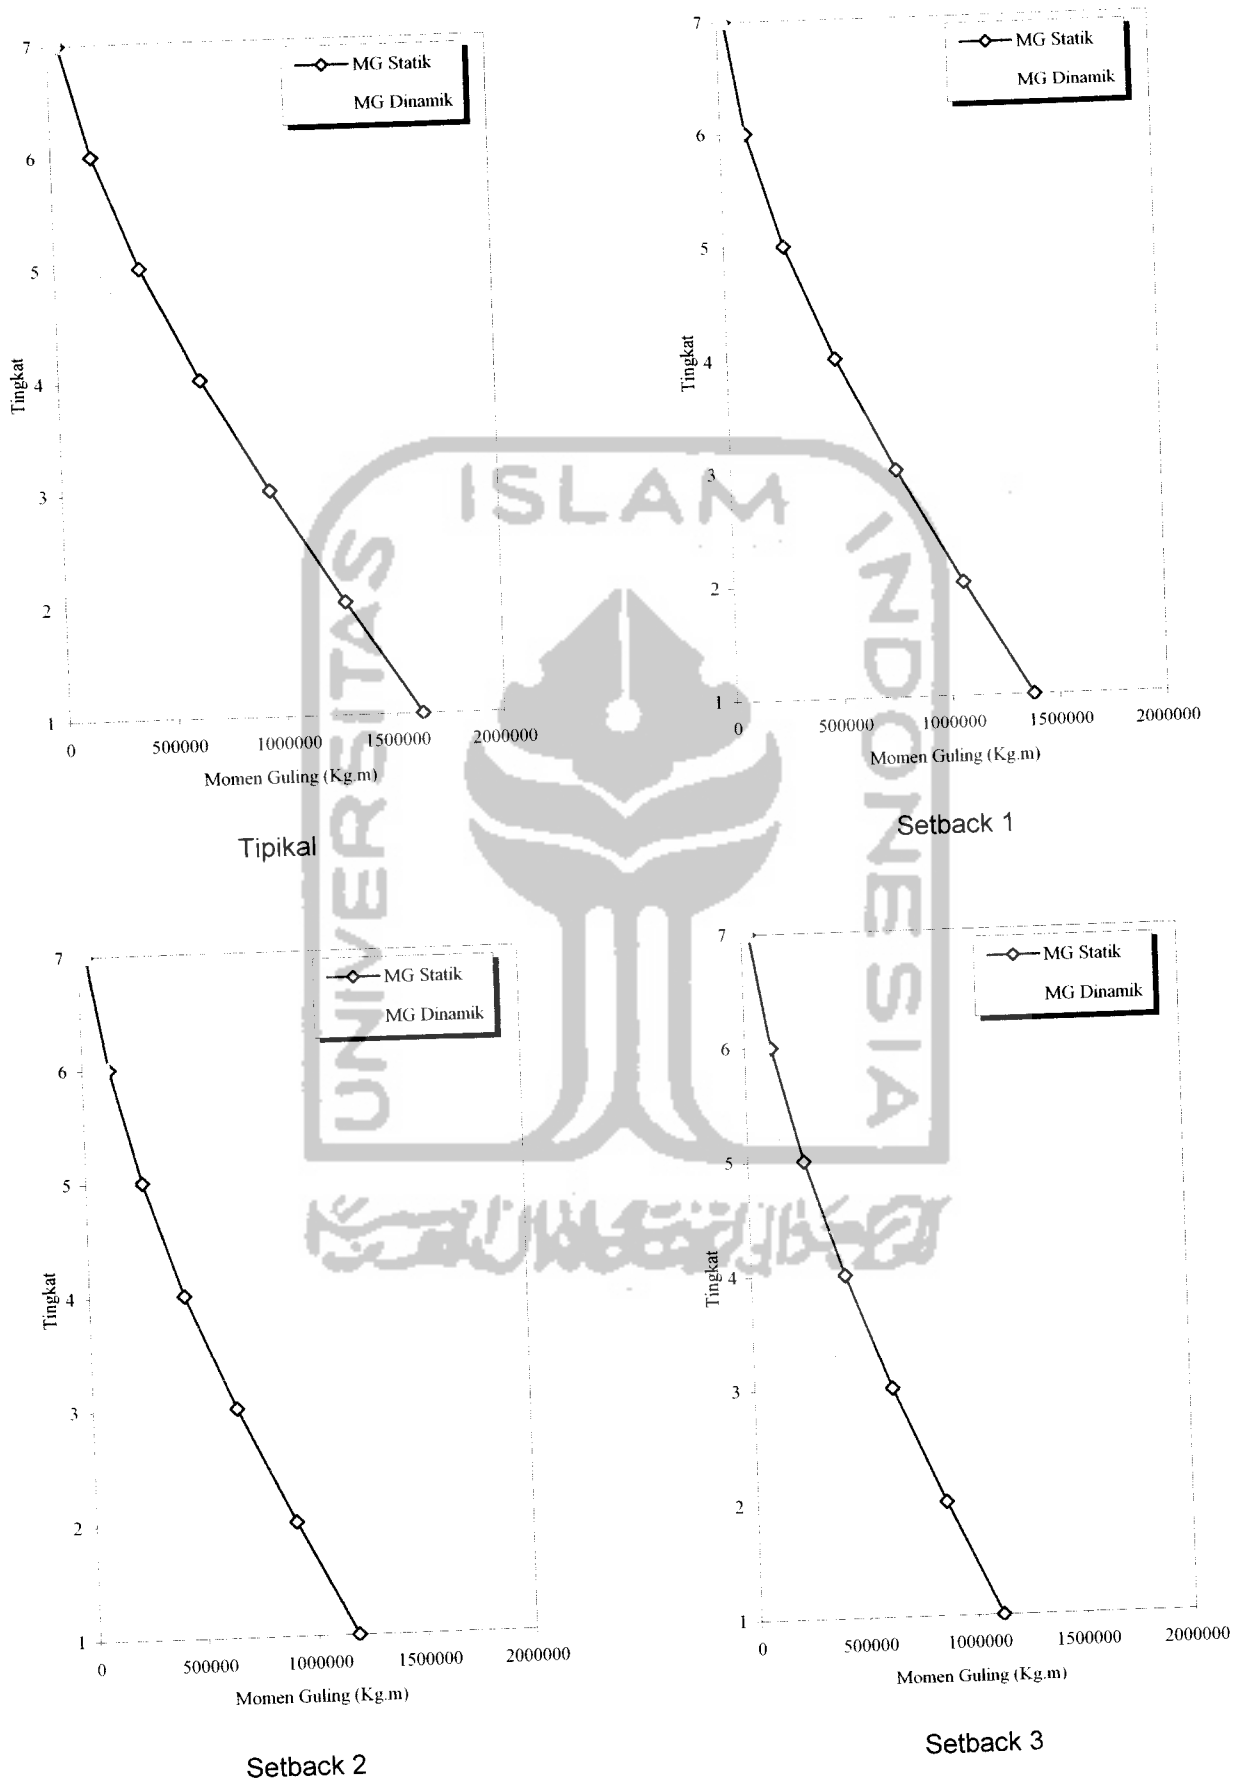 7
6
5
4
3
2
1
Tingkat
MG Statik
MG Dinamik
0
500000
1000000
1500000
2000000
Momen Guling (Kg.m)
Tipikal
7
6
5
4
3
2
1
Tingkat
MG Statik
MG Dinamik
0
500000
1000000
1500000
2000000
Momen Guling (Kg.m)
Setback 1
UNIVERSITAS
ISLAM
INDONESIA
7
6
5
4
3
2
1
Tingkat
MG Statik
MG Dinamik
0
500000
1000000
1500000
2000000
Momen Guling (Kg.m)
Setback 2
7
6
5
4
3
2
1
Tingkat
MG Statik
MG Dinamik
0
500000
1000000
1500000
2000000
Momen Guling (Kg.m)
Setback 3